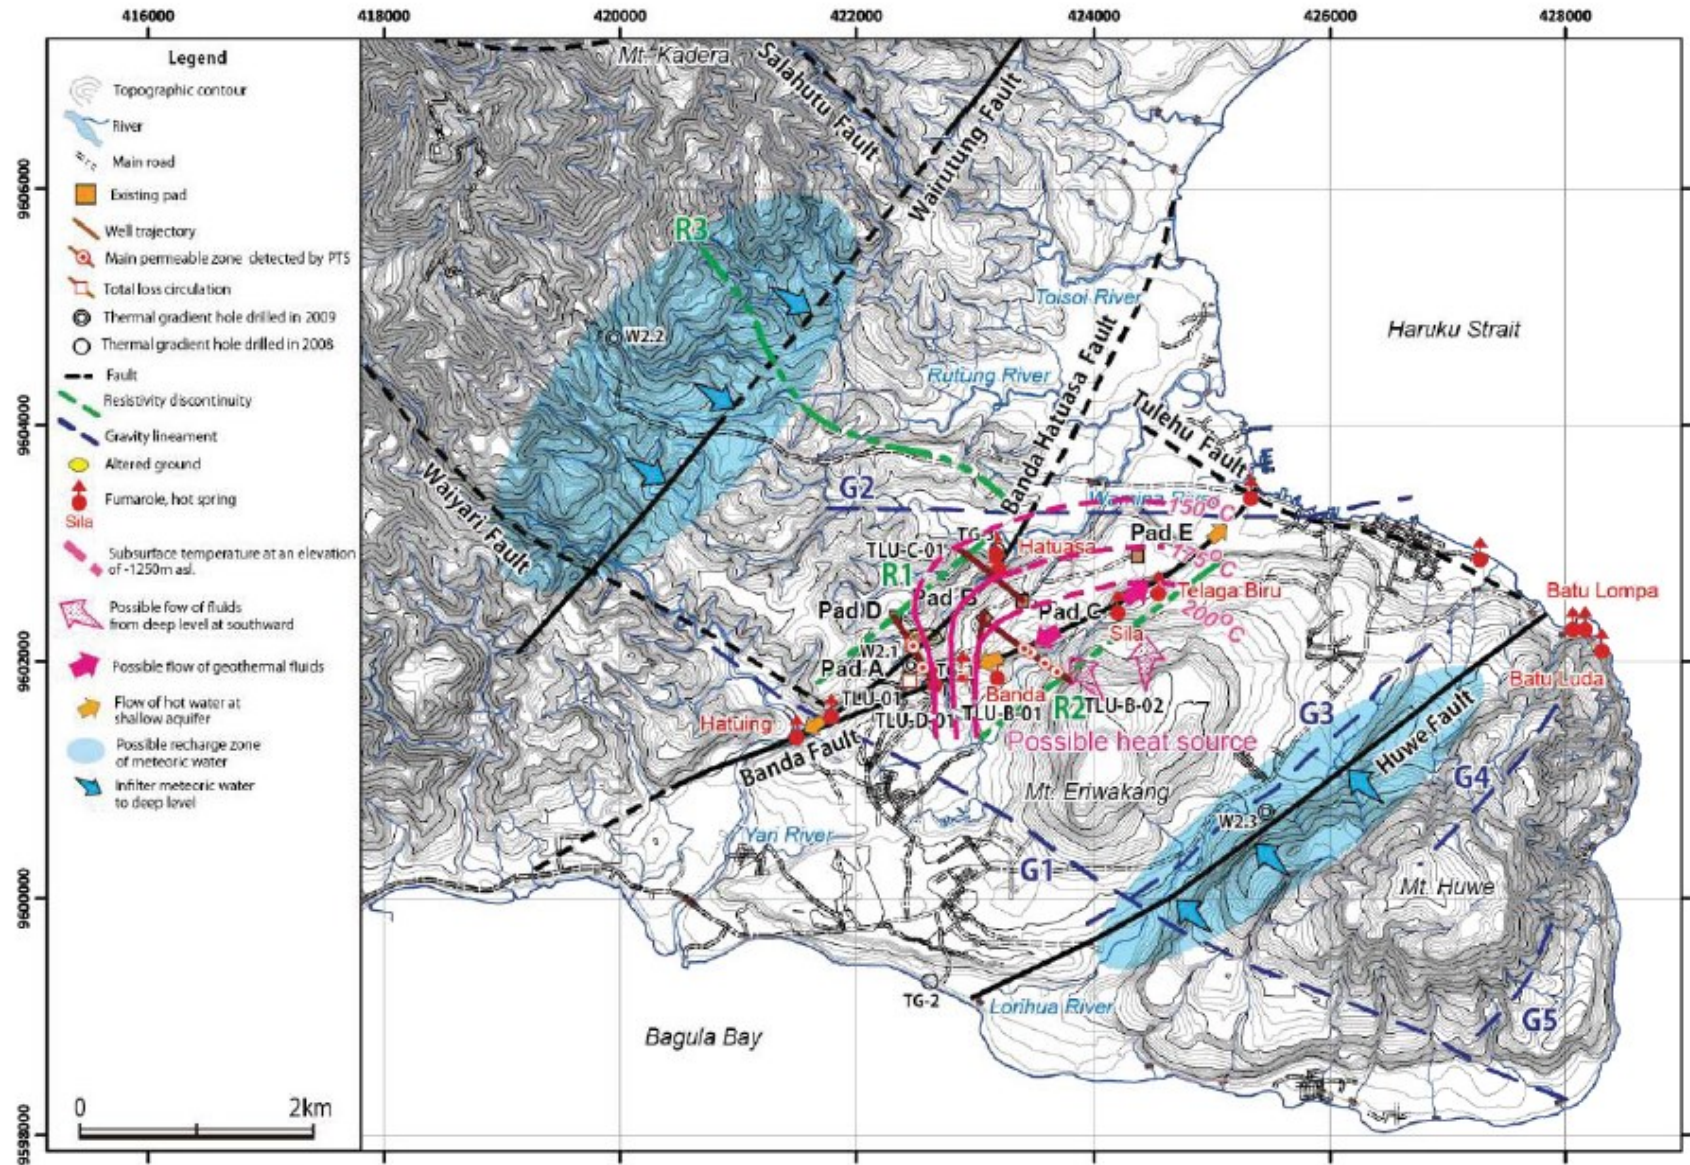 416000
418000
420000
422000
424000
426000
428000
9606000
9604000
9602000
9600000
9598000
Legend
Topographic contour
River
Main road
Existing pad
Well trajectory
Main permeable zone detected by PTS
Total loss circulation
Thermal gradient hole drilled in 2009
Thermal gradient hole drilled in 2008
Fault
Resistivity discontinuity
Gravity lineament
Altered ground
Fumarole, hot spring
Sila
Subsurface temperature at an elevation
of -1250m asl.
Possible fow of fluids
from deep level at southward
Possible flow of geothermal fluids
Flow of hot water at
shallow aquifer
Possible recharge zone
of meteoric water
Infilter meteoric water
to deep level
0
2km
Mt. Kadera
Salahutu Fault
Wairutung Fault
R3
W2.2
Toisoi River
Haruku Strait
Rutung River
Banda Hatuasa Fault
Tulehu Fault
Waiyari Fault
G2
150°C
Pad E
TLU-C-01
Hatuasa
175°C
R1
Telaga Biru
Batu Lompa
Pad D
Pad B
Pad C
200°C
Sila
W2.1
Pad A
Batu Luda
Banda
TLU-01
TLU-D-01
TLU-B-01
R2
TLU-B-02
Hatuing
Banda Fault
Possible heat source
G3
Huwe Fault
G4
Mt. Eriwakang
W2.3
Yari River
G1
Mt. Huwe
TG-2
Lorihua River
G5
Bagula Bay